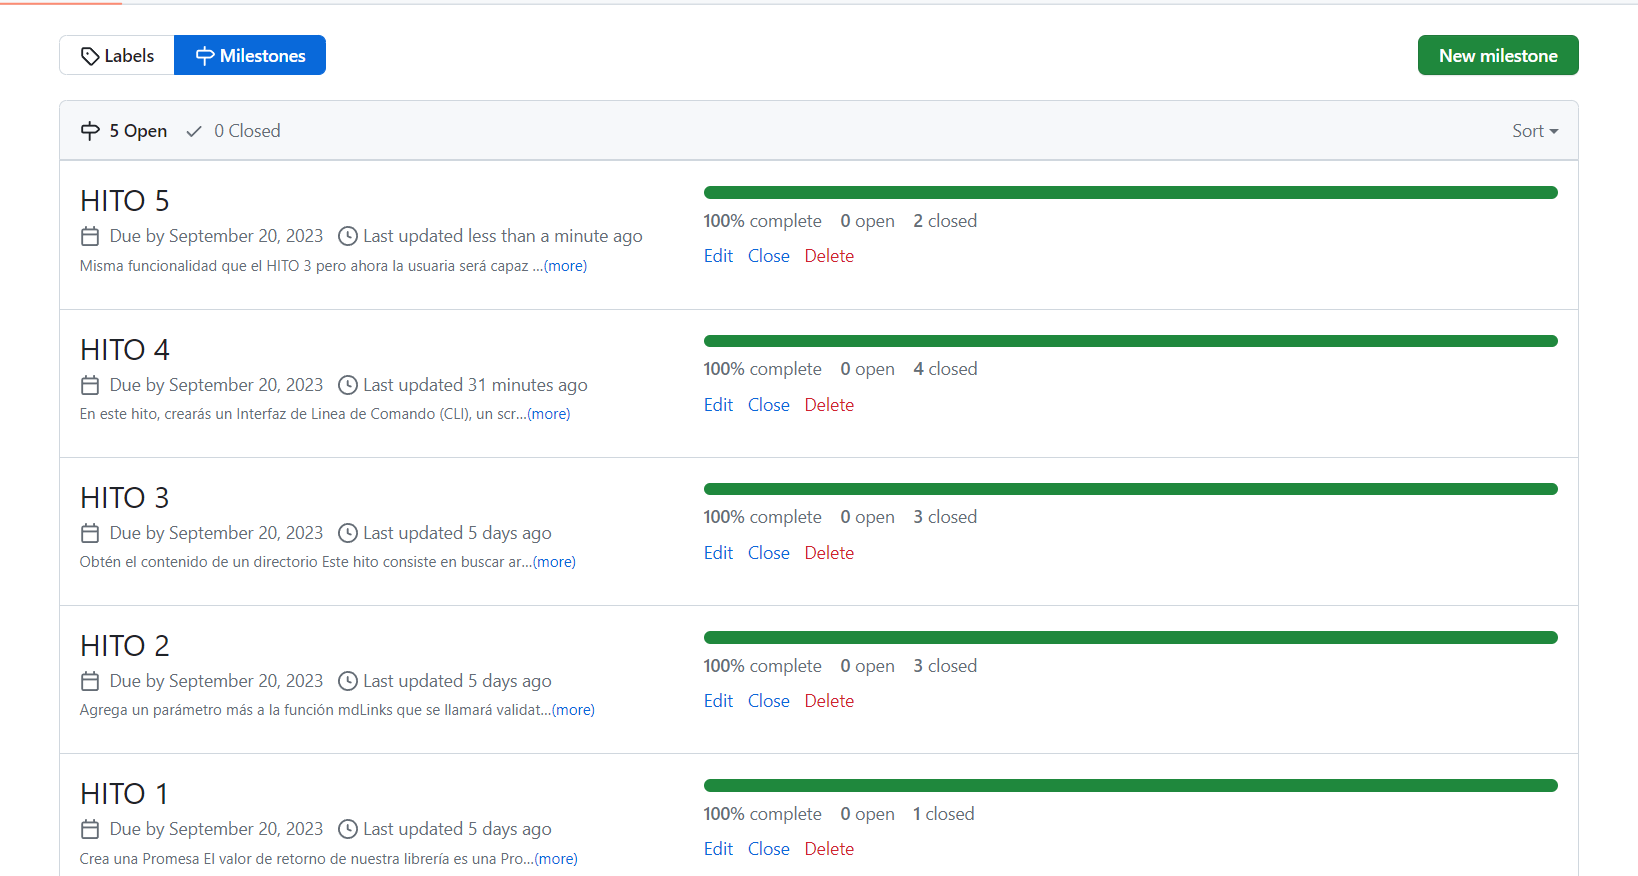 Labels Milestones New milestone
5 Open 0 Closed Sort
HITO 5
Due by September 20, 2023 Last updated less than a minute ago
Misma funcionalidad que el HITO 3 pero ahora la usuaria será capaz ...(more)
100% complete 0 open 2 closed
Edit Close Delete
HITO 4
Due by September 20, 2023 Last updated 31 minutes ago
En este hito, crearás un Interfaz de Linea de Comando (CLI), un scr...(more)
100% complete 0 open 4 closed
Edit Close Delete
HITO 3
Due by September 20, 2023 Last updated 5 days ago
Obtén el contenido de un directorio Este hito consiste en buscar ar...(more)
100% complete 0 open 3 closed
Edit Close Delete
HITO 2
Due by September 20, 2023 Last updated 5 days ago
Agrega un parámetro más a la función mdLinks que se llamará validat...(more)
100% complete 0 open 3 closed
Edit Close Delete
HITO 1
Due by September 20, 2023 Last updated 5 days ago
Crea una Promesa El valor de retorno de nuestra librería es una Pro...(more)
100% complete 0 open 1 closed
Edit Close Delete